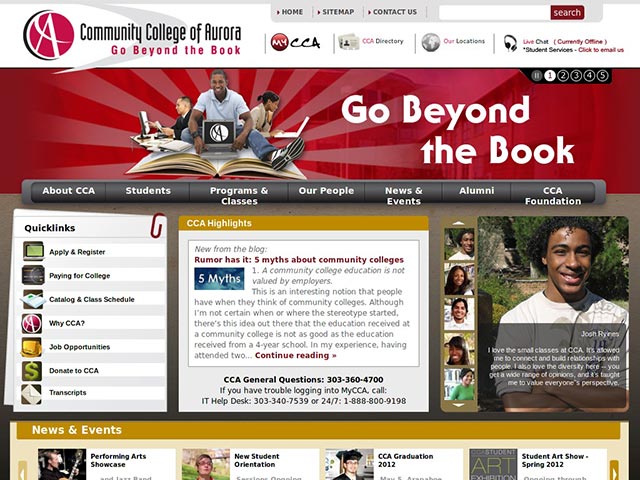 HOME SITEMAP CONTACT US search
Community College of Aurora
Go Beyond the Book
MY CCA
CCA Directory
Our Locations
Live Chat ( Currently Offline )
*Student Services - Click to email us
1 2 3 4 5
Go Beyond
the Book
CCA
About CCA Students Programs & Classes Our People News & Events Alumni CCA Foundation
Quicklinks
Apply & Register
Paying for College
Catalog & Class Schedule
Why CCA?
Job Opportunities
Donate to CCA
Transcripts
CCA Highlights
New from the blog:
Rumor has it: 5 myths about community colleges
5 Myths
1. A community college education is not
valued by employers.
This is an interesting notion that people
have when they think of community colleges. Although
I'm not certain when or where the stereotype started,
there's this idea out there that the education received at
a community college is not as good as the education
received from a 4-year school. In my experience, having
attended two... Continue reading »
CCA General Questions: 303-360-4700
If you have trouble logging into MyCCA, call:
IT Help Desk: 303-340-7539 or 24/7: 1-888-800-9198
Josh Ryines
I love the small classes at CCA. It's allowed
me to connect and build relationships with
people. I also love the diversity here -- you
get a wide range of opinions, and it's taught
me to value everyone's perspective.
News & Events
Performing Arts
Showcase
and Jazz Band
New Student
Orientation
Sessions Ongoing
CCA Graduation
2012
May 5, Arapahoe
CCA STUDENT
ART
EXHIBITION
Student Art Show -
Spring 2012
Ongoing through